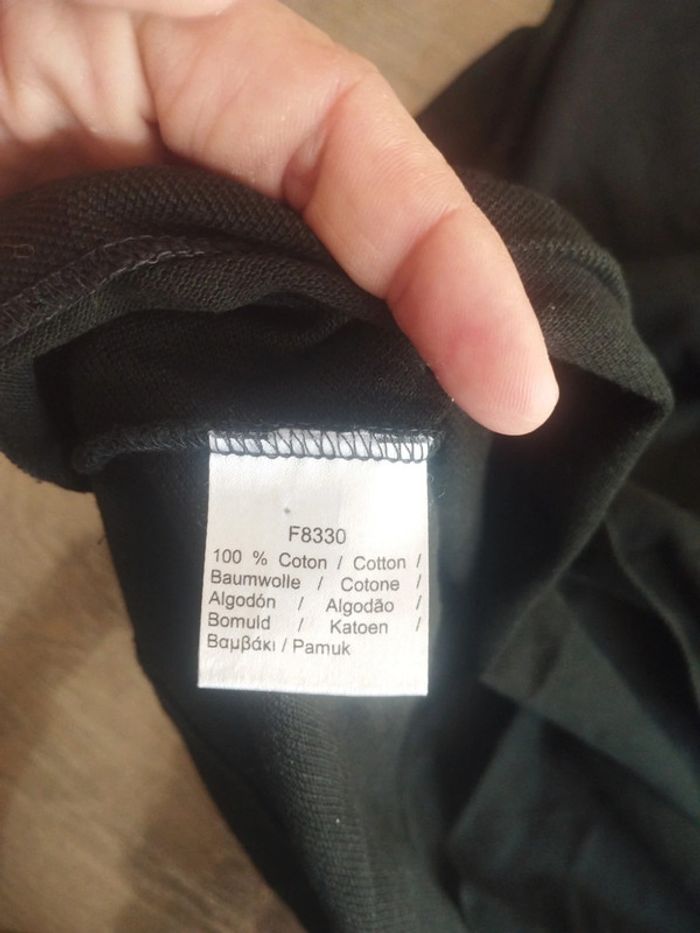 F8330
100 % Coton / Cotton /
Baumwolle / Cotone /
Algodón / Algodão /
Bomuld / Katoen /
Βαμβάκι / Pamuk